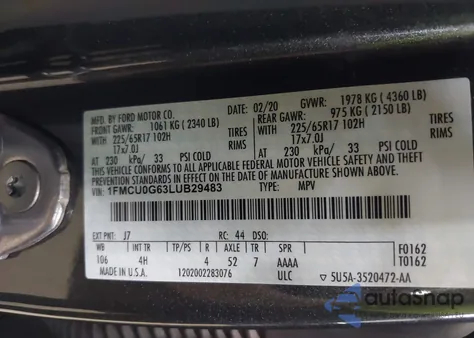 MFD. BY FORD MOTOR CO. 02/20 GVWR: 1978 KG ( 4360 LB)
FRONT GAWR: 1061 KG ( 2340 LB) REAR GAWR: 975 KG ( 2150 LB)
WITH 225/65R17 102H TIRES WITH 225/65R17 102H TIRES
17x7.0J RIMS 17x7.0J RIMS
AT 230 kPa/ 33 PSI COLD AT 230 kPa/ 33 PSI COLD
THIS VEHICLE CONFORMS TO ALL APPLICABLE FEDERAL MOTOR VEHICLE SAFETY AND THEFT PREVENTION STANDARDS IN EFFECT ON THE DATE OF MANUFACTURE SHOWN ABOVE.
VIN: 1FMCU0G63LUB29483 TYPE: MPV
EXT PNT: J7 RC: 44 DSO: F0162
WB INT TR TP/PS R AXLE TR SPR T0162
106 4H 4 52 7 AAAA
MADE IN U.S.A. 1202002283076 ULC 5U5A-3520472-AA
autosnap